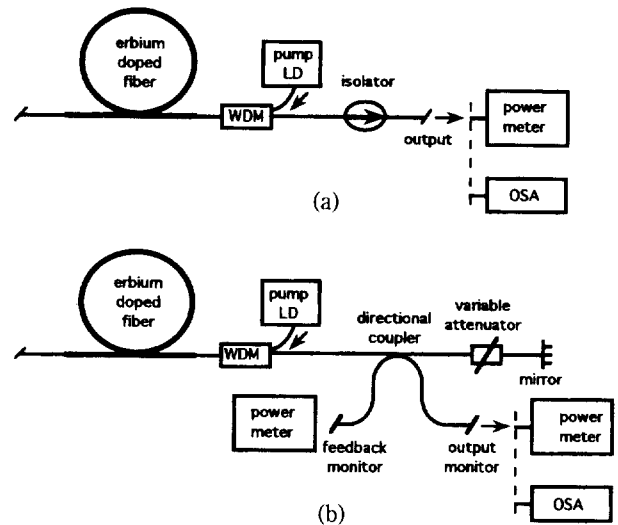 erbium
doped
fiber
pump
LD
WDM
isolator
output
power
meter
OSA
(a)
erbium
doped
fiber
pump
LD
WDM
directional
coupler
variable
attenuator
mirror
power
meter
feedback
monitor
output
monitor
power
meter
OSA
(b)